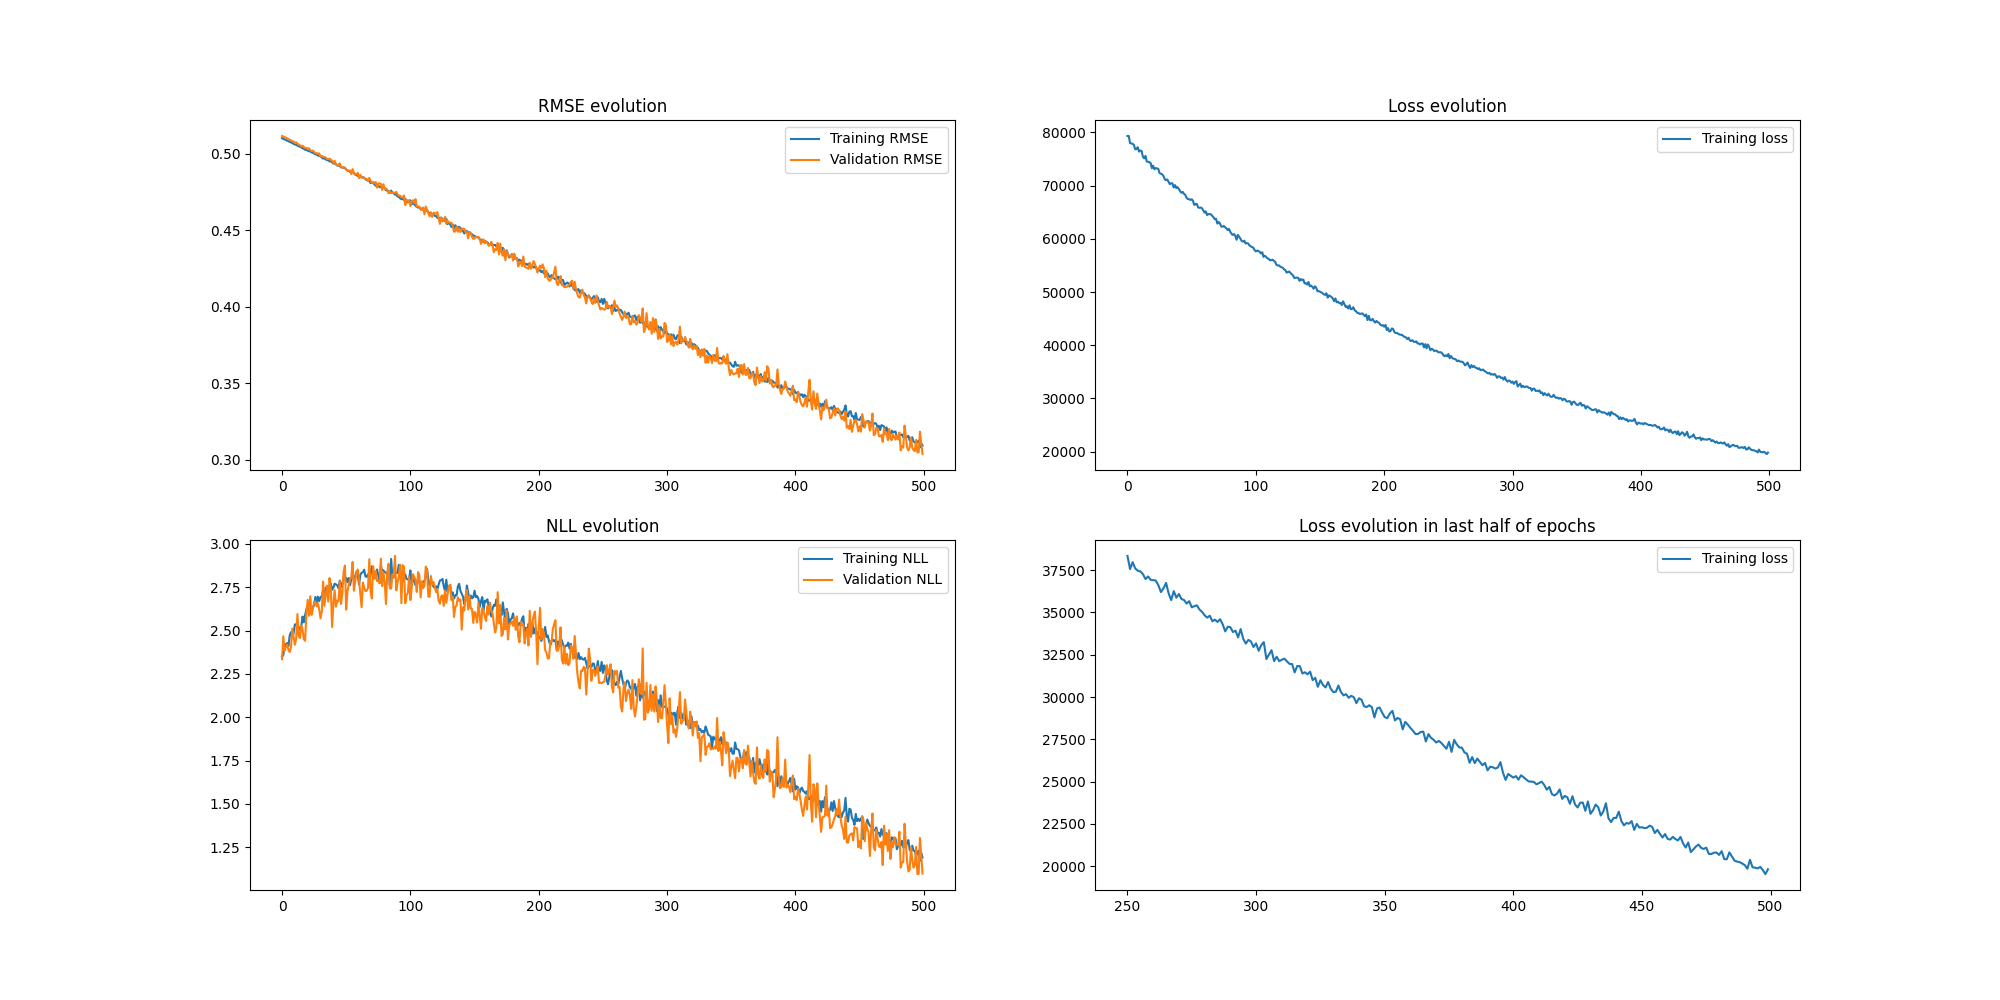 RMSE evolution
Training RMSE
Validation RMSE
0.50
0.45
0.40
0.35
0.30
0 100 200 300 400 500
Loss evolution
Training loss
80000
70000
60000
50000
40000
30000
20000
0 100 200 300 400 500
NLL evolution
Training NLL
Validation NLL
3.00
2.75
2.50
2.25
2.00
1.75
1.50
1.25
0 100 200 300 400 500
Loss evolution in last half of epochs
Training loss
37500
35000
32500
30000
27500
25000
22500
20000
250 300 350 400 450 500